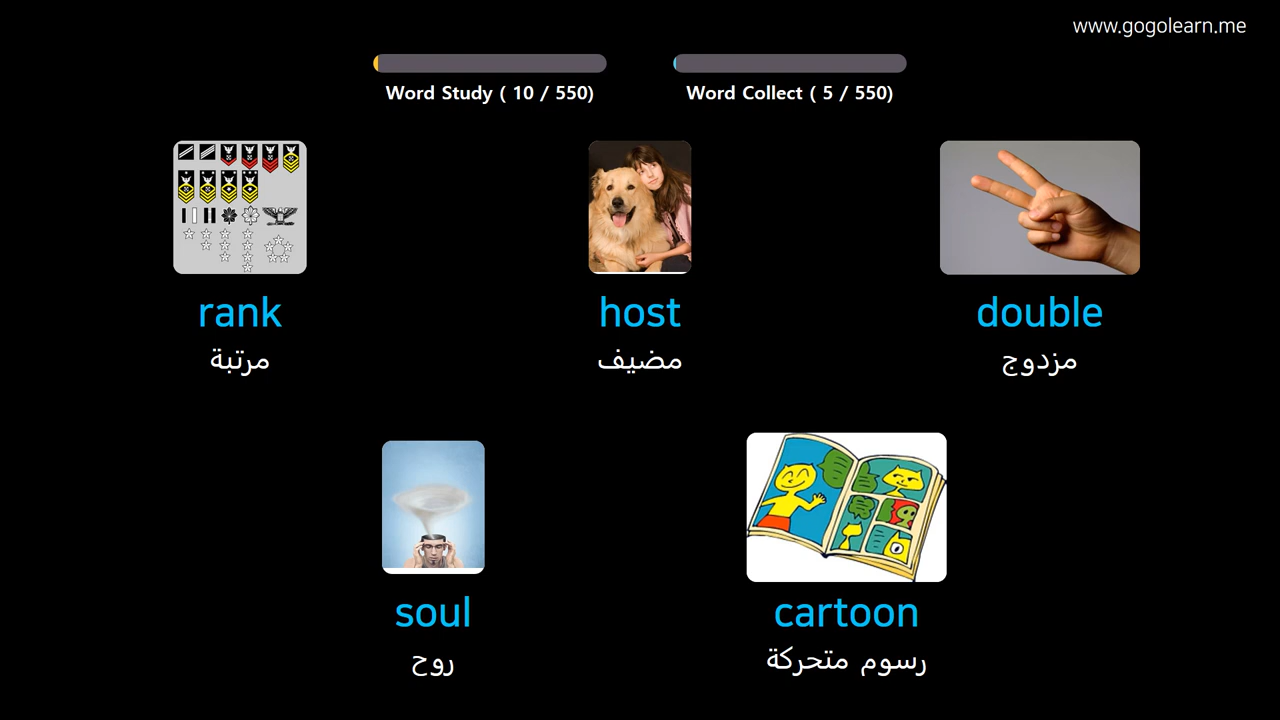 www.gogolearn.me
Word Study ( 10 / 550)
Word Collect ( 5 / 550)
rank
مرتبة
host
مضيف
double
مزدوج
soul
روح
cartoon
رسوم متحركة